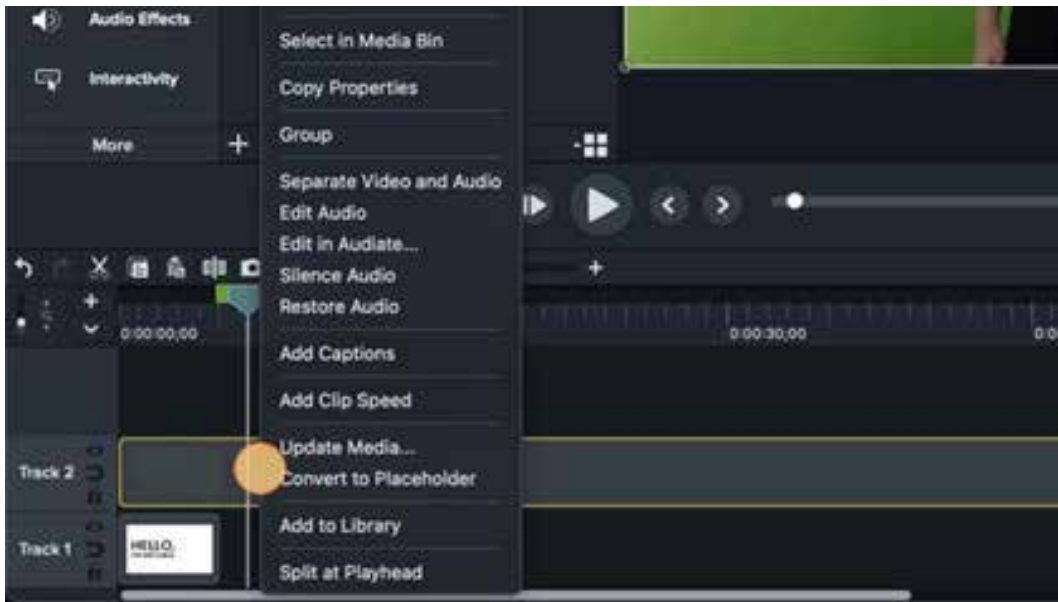 Audio Effects
Interactivity
More
Select in Media Bin
Copy Properties
Group
Separate Video and Audio
Edit Audio
Edit in Audiate...
Silence Audio
Restore Audio
Add Captions
Add Clip Speed
Update Media...
Convert to Placeholder
Add to Library
Split at Playhead
0:00:00;00
0:00:30;00
Track 2
Track 1
HELLO,